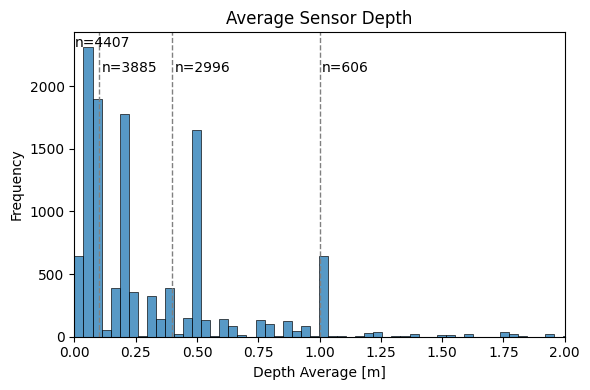 Average Sensor Depth
n=4407
n=3885
n=2996
n=606
Frequency
2000
1500
1000
500
0
0.00
0.25
0.50
0.75
1.00
1.25
1.50
1.75
2.00
Depth Average [m]